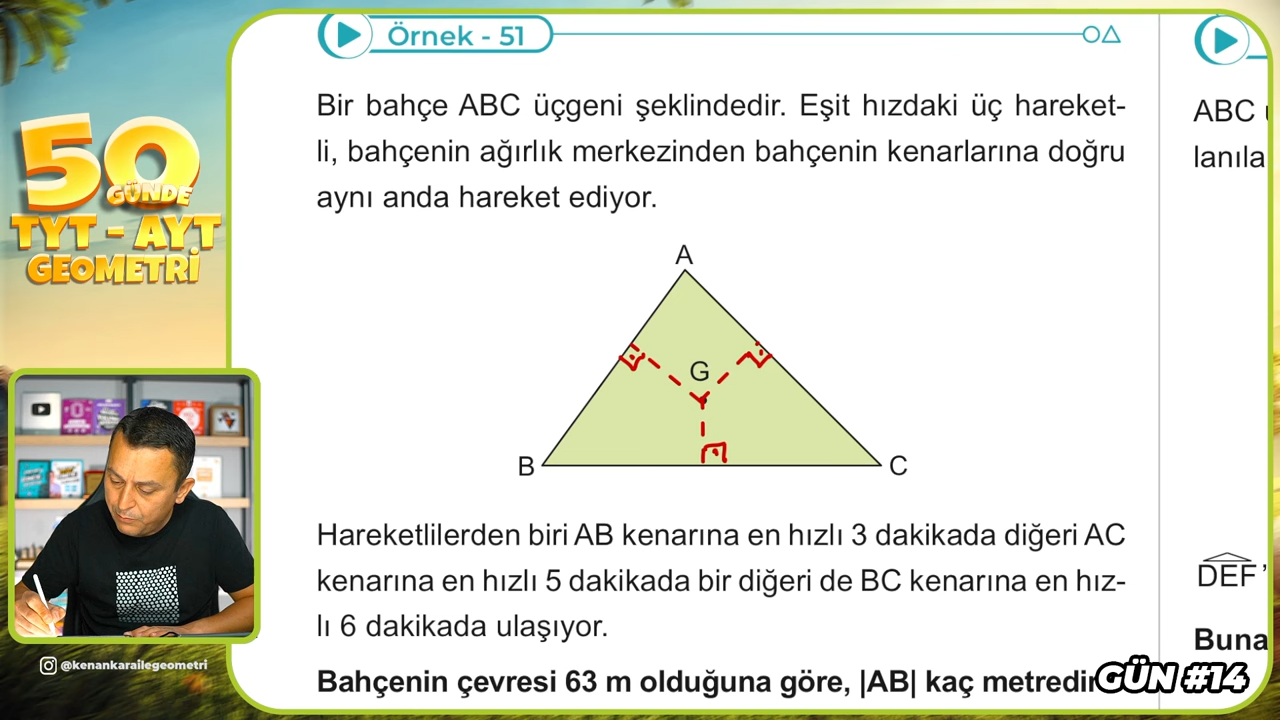 50
GÜNDE
TYT - AYT
GEOMETRİ
Örnek - 51
Bir bahçe ABC üçgeni şeklindedir. Eşit hızdaki üç hareket-
li, bahçenin ağırlık merkezinden bahçenin kenarlarına doğru
aynı anda hareket ediyor.
A
G
B
C
Hareketlilerden biri AB kenarına en hızlı 3 dakikada diğeri AC
kenarına en hızlı 5 dakikada bir diğeri de BC kenarına en hız-
lı 6 dakikada ulaşıyor.
Bahçenin çevresi 63 m olduğuna göre, |AB| kaç metredir
ABC
lanıla
DEF'
Buna
@kenankarailegeometri
GÜN #14